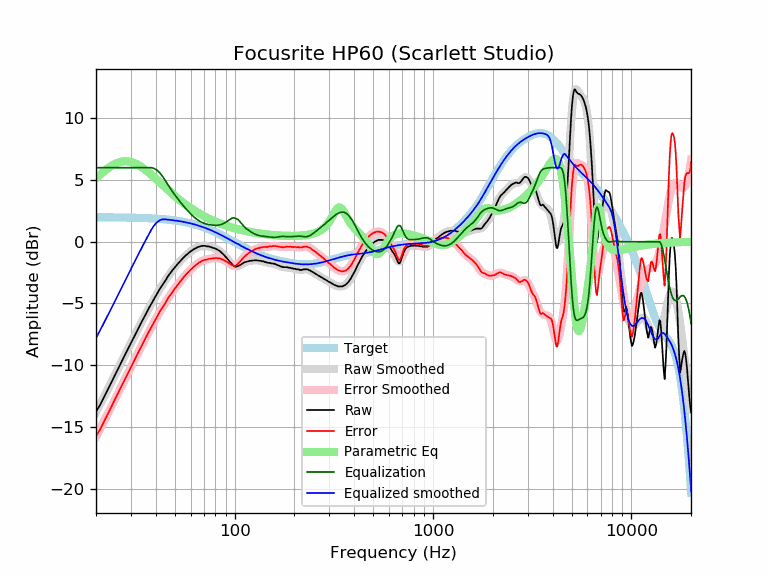 Focusrite HP60 (Scarlett Studio)
Amplitude (dBr)
10
5
0
−5
−10
−15
−20
Target
Raw Smoothed
Error Smoothed
Raw
Error
Parametric Eq
Equalization
Equalized smoothed
100
1000
10000
Frequency (Hz)